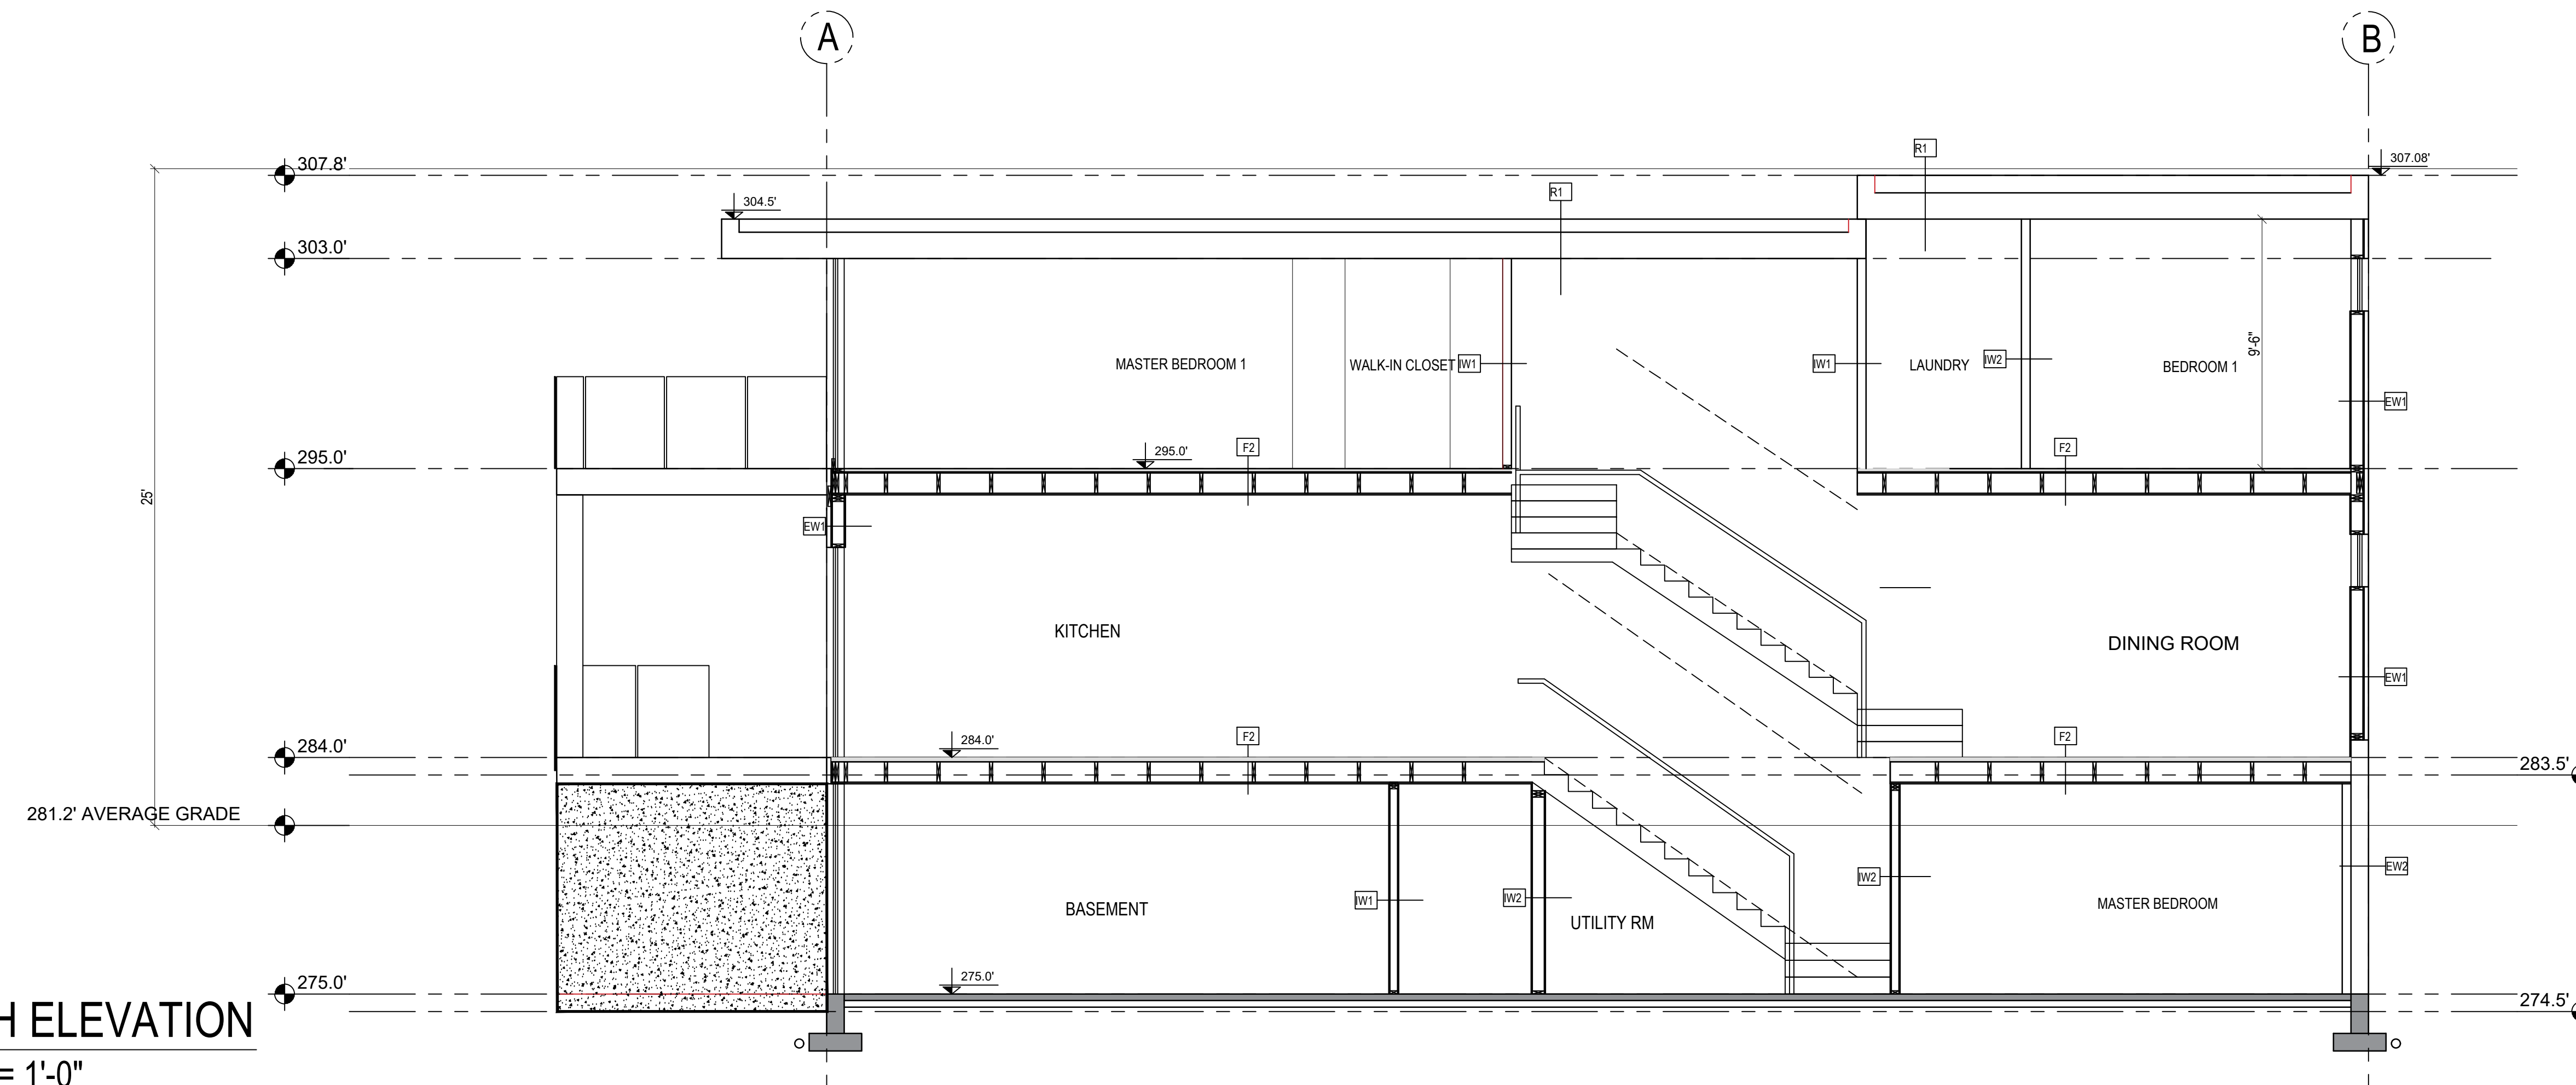 A
B
307.8'
R1
307.08'
R1
304.5'
303.0'
9'-6"
MASTER BEDROOM 1
WALK-IN CLOSET
IW1
IW1
LAUNDRY
IW2
BEDROOM 1
EW1
295.0'
295.0'
F2
F2
25'
EW1
KITCHEN
DINING ROOM
EW1
284.0'
284.0'
F2
F2
283.5'
281.2' AVERAGE GRADE
EW2
BASEMENT
IW1
IW2
UTILITY RM
IW2
MASTER BEDROOM
275.0'
275.0'
274.5'
H ELEVATION
= 1'-0"